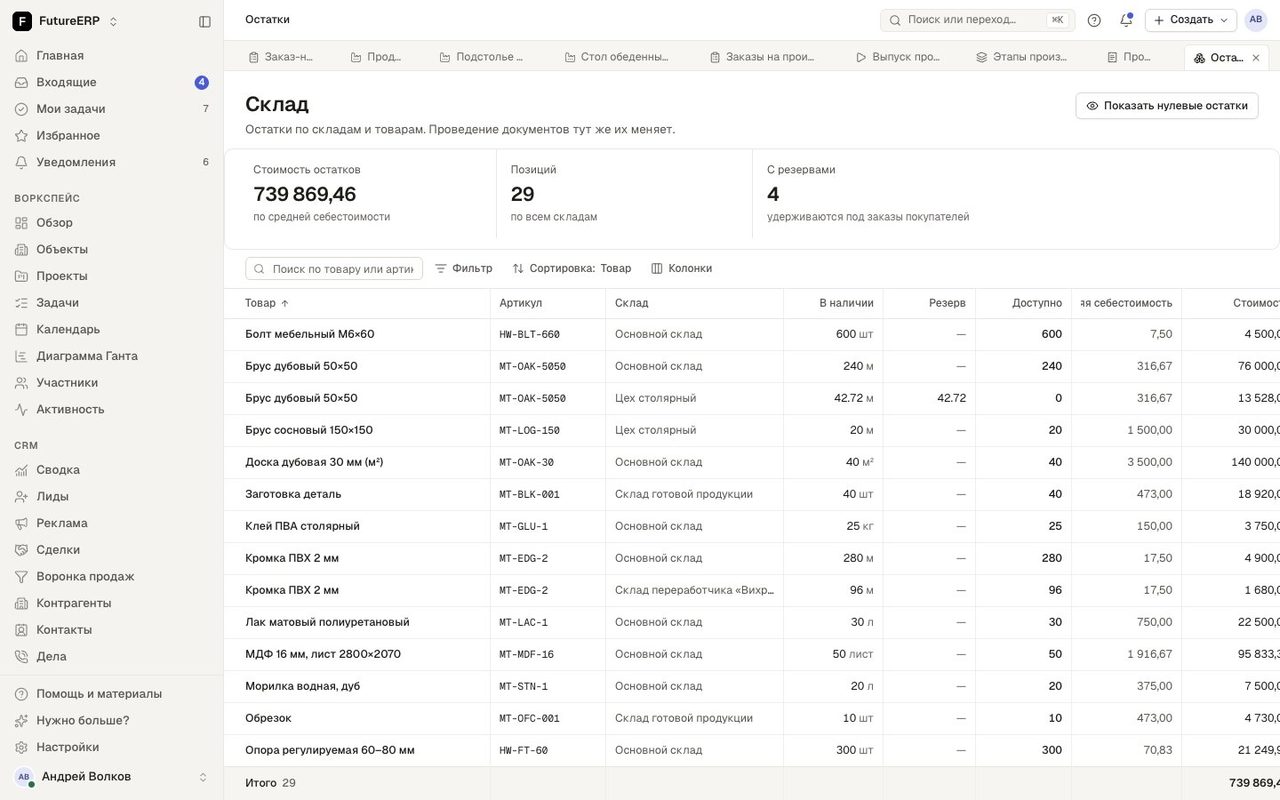 F FutureERP
Остатки
Поиск или переход… ⌘K
Создать
АВ
Главная
Входящие 4
Мои задачи 7
Избранное
Уведомления 6
ВОРКСПЕЙС
Обзор
Объекты
Проекты
Задачи
Календарь
Диаграмма Ганта
Участники
Активность
CRM
Сводка
Лиды
Реклама
Сделки
Воронка продаж
Контрагенты
Контакты
Дела
Помощь и материалы
Нужно больше?
Настройки
АВ Андрей Волков
Заказ-н… Прод… Подстолье … Стол обеденны… Заказы на прои… Выпуск про… Этапы произ… Про… Оста…
Склад
Остатки по складам и товарам. Проведение документов тут же их меняет.
Показать нулевые остатки
Стоимость остатков
739 869,46
по средней себестоимости
Позиций
29
по всем складам
С резервами
4
удерживаются под заказы покупателей
Поиск по товару или арти Фильтр Сортировка: Товар Колонки
Товар ↑ Артикул Склад В наличии Резерв Доступно яя себестоимость Стоимост
Болт мебельный М6×60 HW-BLT-660 Основной склад 600 шт — 600 7,50 4 500,0
Брус дубовый 50×50 MT-OAK-5050 Основной склад 240 м — 240 316,67 76 000,0
Брус дубовый 50×50 MT-OAK-5050 Цех столярный 42.72 м 42.72 0 316,67 13 528,0
Брус сосновый 150×150 MT-LOG-150 Цех столярный 20 м — 20 1 500,00 30 000,0
Доска дубовая 30 мм (м²) MT-OAK-30 Основной склад 40 м² — 40 3 500,00 140 000,0
Заготовка деталь MT-BLK-001 Склад готовой продукции 40 шт — 40 473,00 18 920,0
Клей ПВА столярный MT-GLU-1 Основной склад 25 кг — 25 150,00 3 750,0
Кромка ПВХ 2 мм MT-EDG-2 Основной склад 280 м — 280 17,50 4 900,0
Кромка ПВХ 2 мм MT-EDG-2 Склад переработчика «Вихр… 96 м — 96 17,50 1 680,0
Лак матовый полиуретановый MT-LAC-1 Основной склад 30 л — 30 750,00 22 500,0
МДФ 16 мм, лист 2800×2070 MT-MDF-16 Основной склад 50 лист — 50 1 916,67 95 833,3
Морилка водная, дуб MT-STN-1 Основной склад 20 л — 20 375,00 7 500,0
Обрезок MT-OFC-001 Склад готовой продукции 10 шт — 10 473,00 4 730,0
Опора регулируемая 60–80 мм HW-FT-60 Основной склад 300 шт — 300 70,83 21 249,9
Итого 29 739 869,4